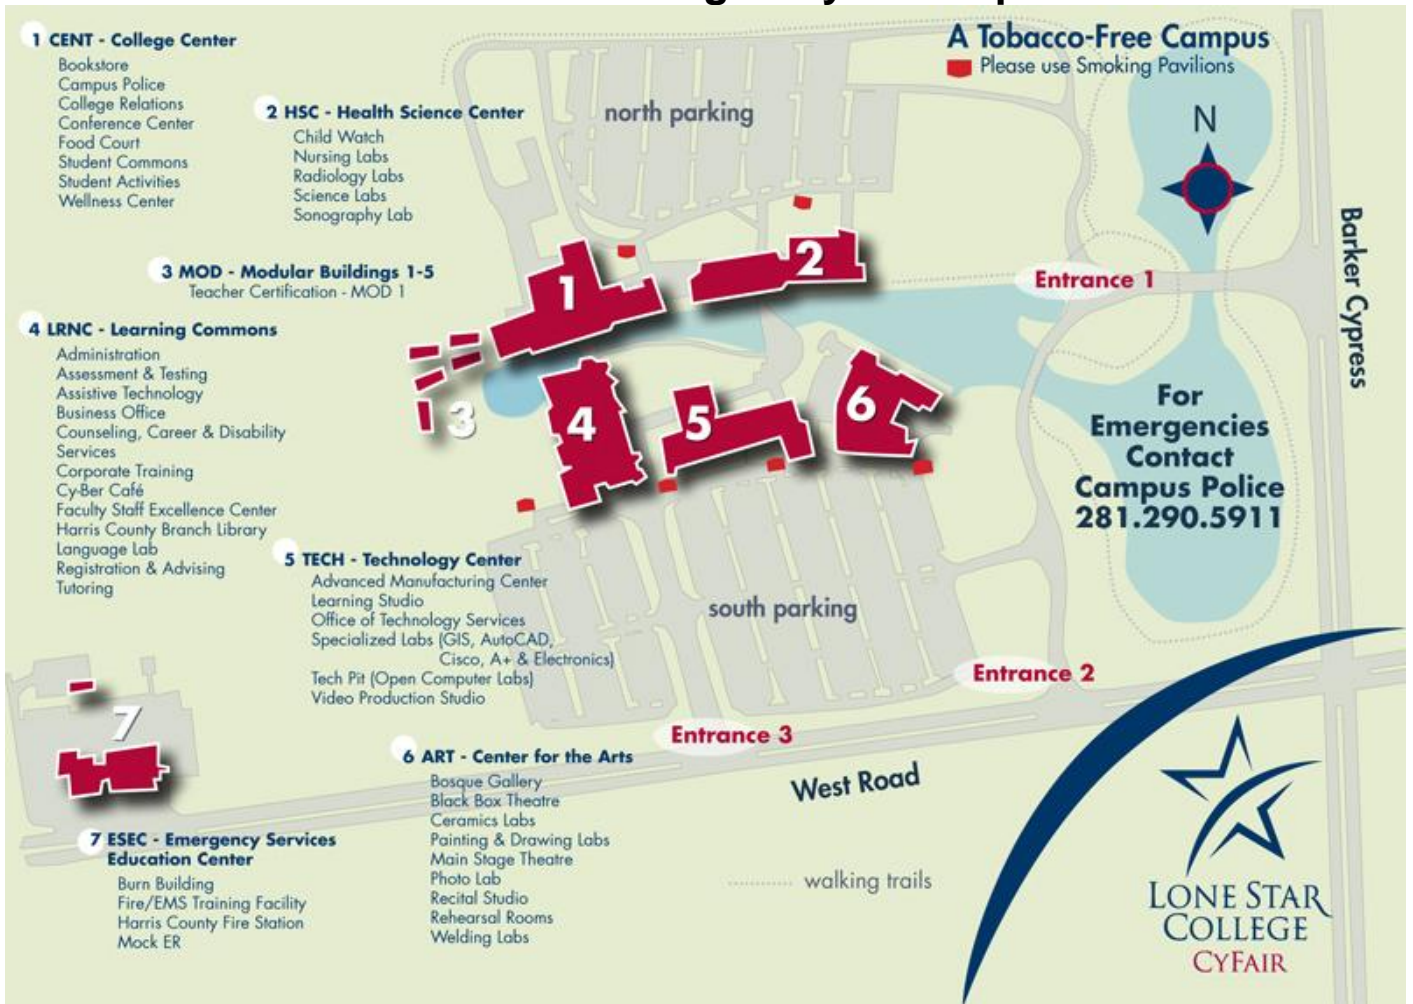 1 CENT - College Center
Bookstore
Campus Police
College Relations
Conference Center
Food Court
Student Commons
Student Activities
Wellness Center
2 HSC - Health Science Center
Child Watch
Nursing Labs
Radiology Labs
Science Labs
Sonography Lab
3 MOD - Modular Buildings 1-5
Teacher Certification - MOD 1
4 LRNC - Learning Commons
Administration
Assessment & Testing
Assistive Technology
Business Office
Counseling, Career & Disability
Services
Corporate Training
Cy-Ber Café
Faculty Staff Excellence Center
Harris County Branch Library
Language Lab
Registration & Advising
Tutoring
5 TECH - Technology Center
Advanced Manufacturing Center
Learning Studio
Office of Technology Services
Specialized Labs (GIS, AutoCAD,
Cisco, A+ & Electronics)
Tech Pit (Open Computer Labs)
Video Production Studio
6 ART - Center for the Arts
Bosque Gallery
Black Box Theatre
Ceramics Labs
Painting & Drawing Labs
Main Stage Theatre
Photo Lab
Recital Studio
Rehearsal Rooms
Welding Labs
7 ESEC - Emergency Services
Education Center
Burn Building
Fire/EMS Training Facility
Harris County Fire Station
Mock ER
A Tobacco-Free Campus
Please use Smoking Pavilions
north parking
N
Barker Cypress
1
2
3
4
5
6
7
Entrance 1
For
Emergencies
Contact
Campus Police
281.290.5911
south parking
Entrance 2
Entrance 3
West Road
walking trails
LONE STAR
COLLEGE
CYFAIR